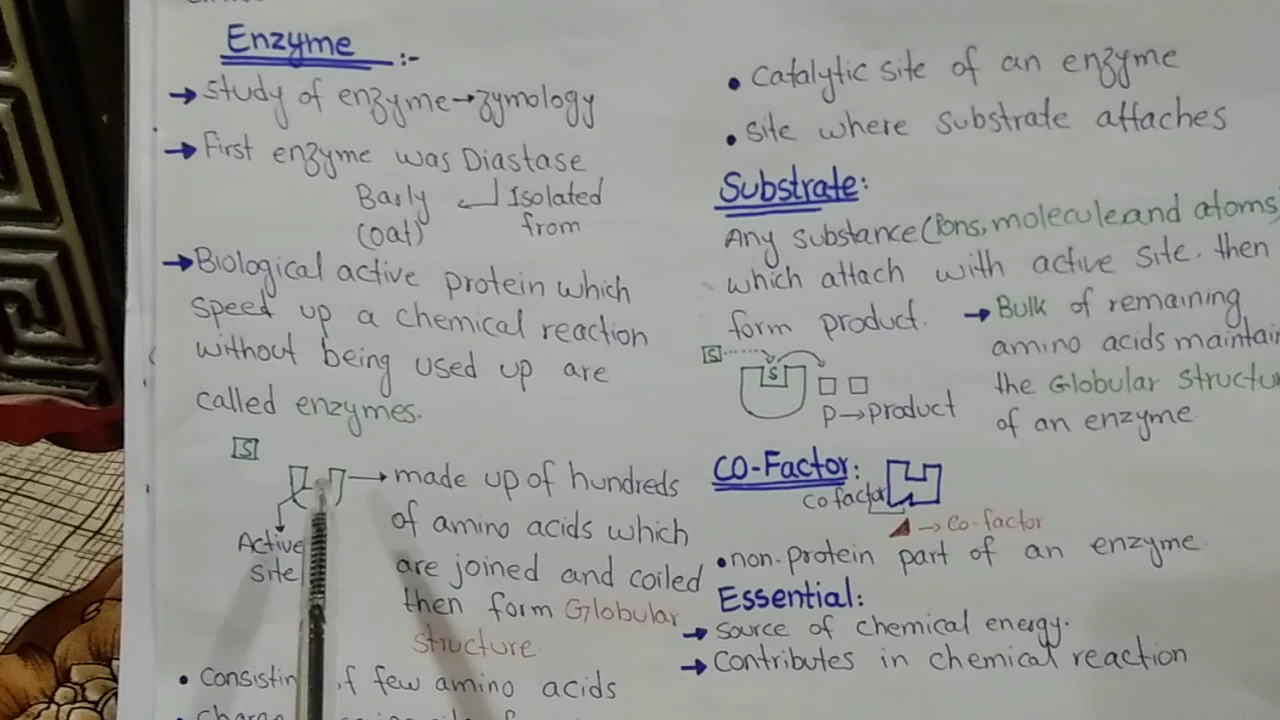 Enzyme :-
→ study of enzyme → zymology
→ First enzyme was Diastase
Barly ↲ Isolated
(oat) from
→ Biological active protein which
speed up a chemical reaction
without being used up are
called enzymes.
S
→ made up of hundreds
of amino acids which
Active
site
are joined and coiled
then form Globular
structure
• consisting of few amino acids
• catalytic site of an enzyme
• site where substrate attaches
Substrate:
Any substance (Ions, molecule and atoms
which attach with active site. then
form product. → Bulk of remaining
amino acids maintai
the Globular structu
of an enzyme
S
S
P → product
CO-Factor:
cofactor
→ co-factor
• non-protein part of an enzyme
Essential:
→ source of chemical energy.
→ contributes in chemical reaction